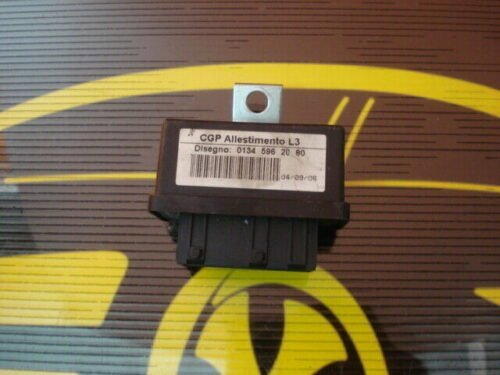 CGP Allestimento L3
Disegno: 0134 596 20 80
04/09/06